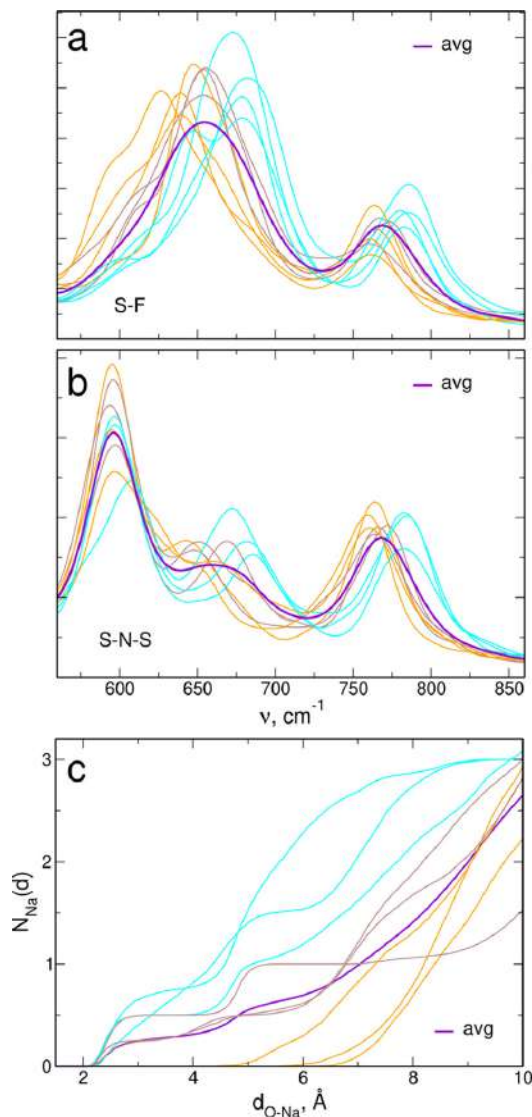 a
avg
S-F
b
avg
S-N-S
600 650 700 750 800 850
ν, cm⁻¹
c
3
2
1
0
N_Na(d)
avg
2 4 6 8 10
d_O-Na, Å